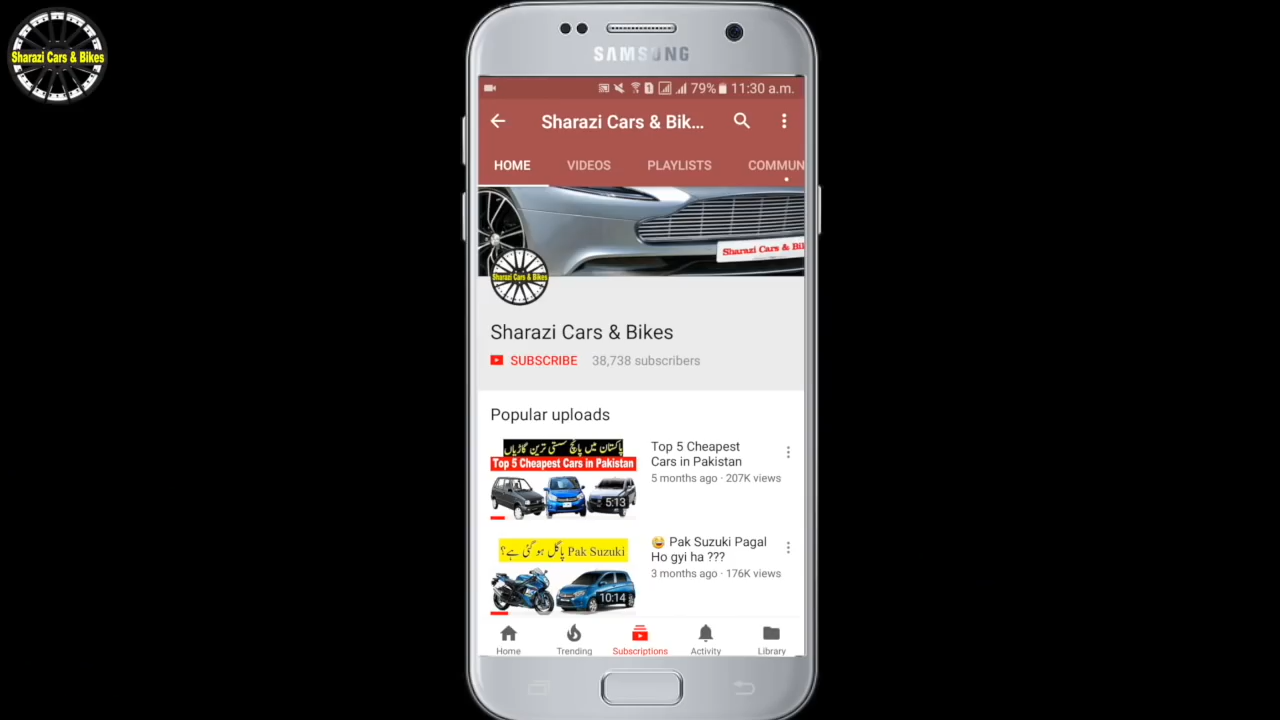 Sharazi Cars & Bikes
SAMSUNG
79% 11:30 a.m.
Sharazi Cars & Bik...
HOME VIDEOS PLAYLISTS COMMUN
Sharazi Cars & Bi
Sharazi Cars & Bikes
Sharazi Cars & Bikes
SUBSCRIBE 38,738 subscribers
Popular uploads
پاکستان میں پانچ سستی ترین گاڑیاں
Top 5 Cheapest Cars in Pakistan
5:13
Top 5 Cheapest
Cars in Pakistan
5 months ago · 207K views
Pak Suzuki پاگل ہو گئی ہے؟
10:14
😂 Pak Suzuki Pagal
Ho gyi ha ???
3 months ago · 176K views
Home Trending Subscriptions Activity Library